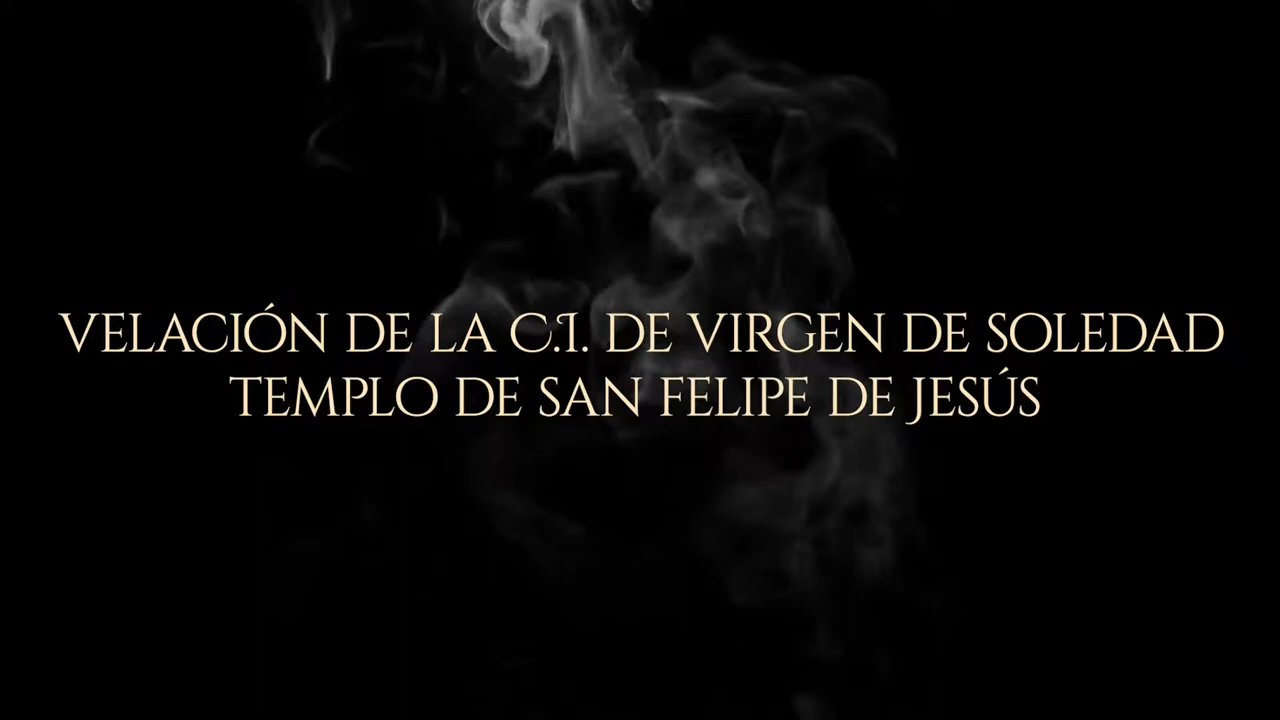 VELACIÓN DE LA C.I. DE VIRGEN DE SOLEDAD
TEMPLO DE SAN FELIPE DE JESÚS